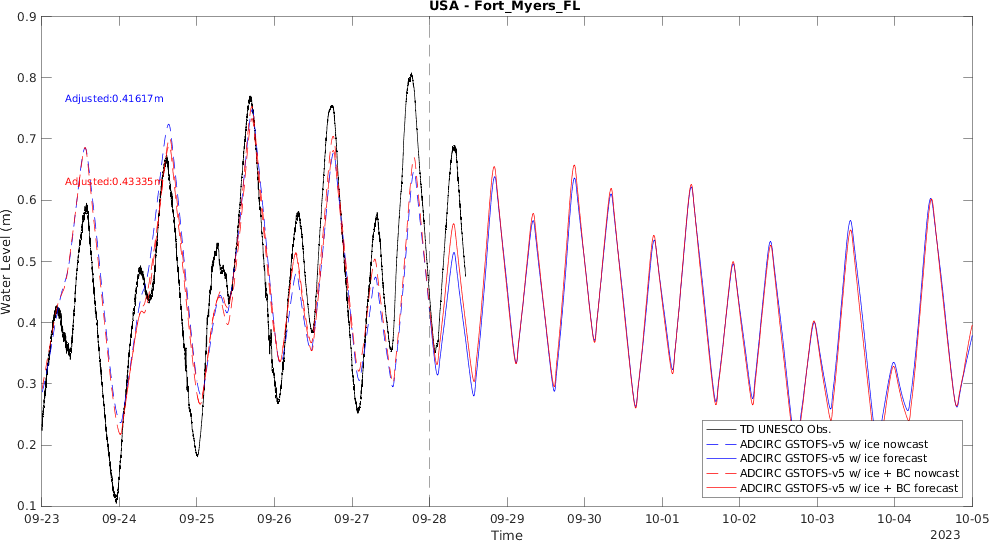 USA - Fort_Myers_FL
0.9
0.8
0.7
0.6
0.5
0.4
0.3
0.2
0.1
Water Level (m)
Adjusted:0.41617m
Adjusted:0.43335m
TD UNESCO Obs.
ADCIRC GSTOFS-v5 w/ ice nowcast
ADCIRC GSTOFS-v5 w/ ice forecast
ADCIRC GSTOFS-v5 w/ ice + BC nowcast
ADCIRC GSTOFS-v5 w/ ice + BC forecast
09-23 09-24 09-25 09-26 09-27 09-28 09-29 09-30 10-01 10-02 10-03 10-04 10-05
Time
2023